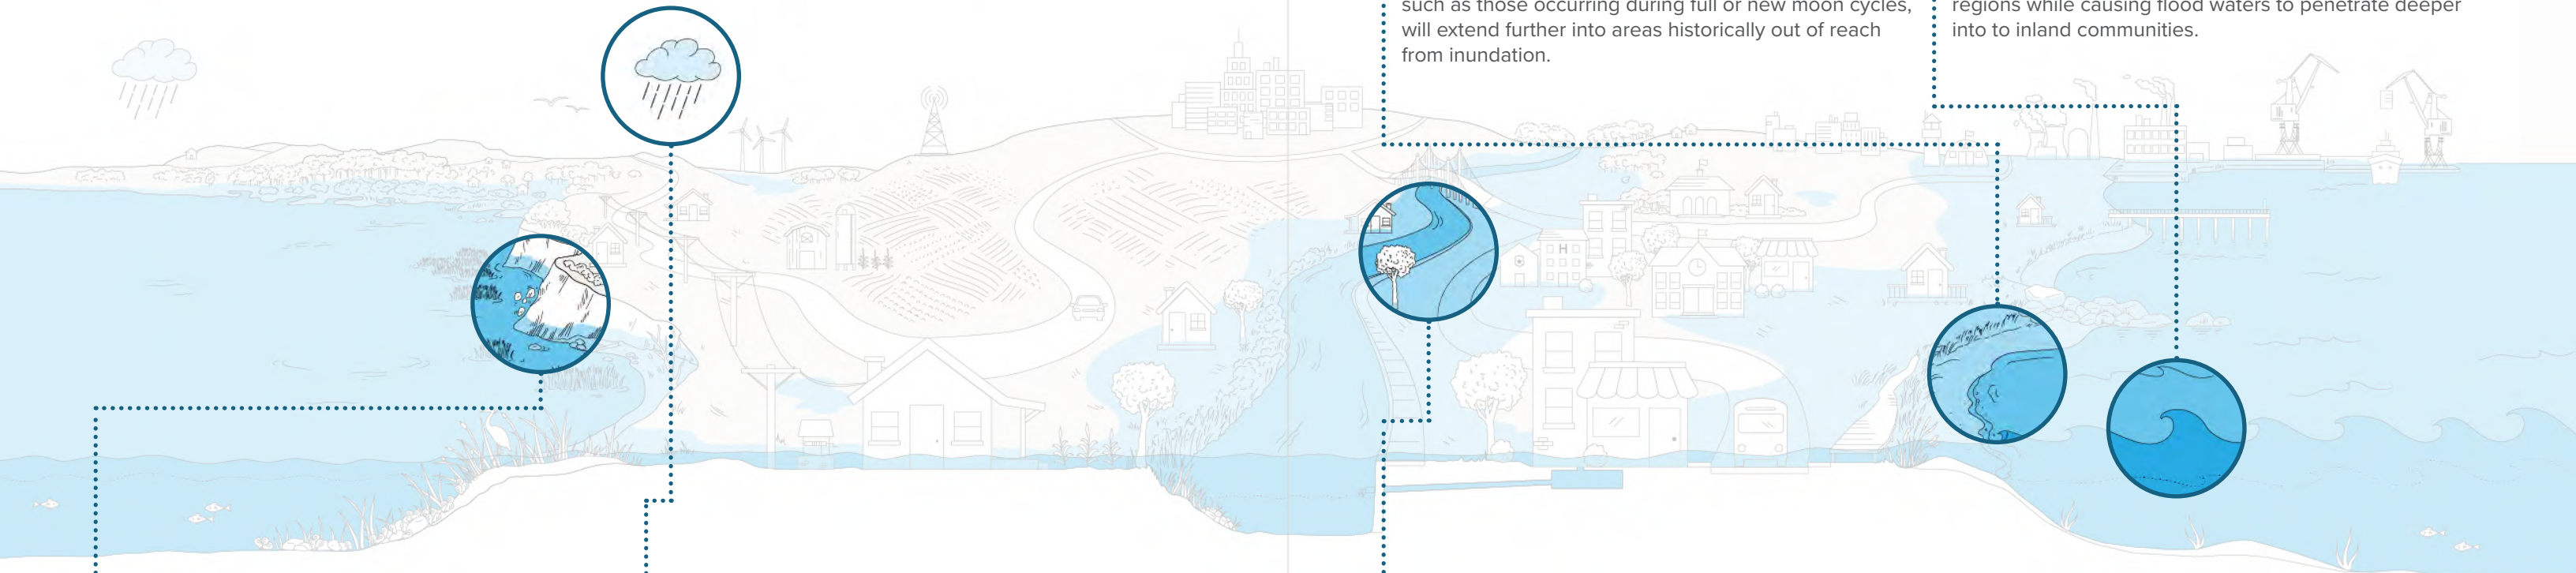 such as those occurring during full or new moon cycles,
will extend further into areas historically out of reach
from inundation.
regions while causing flood waters to penetrate deeper
into to inland communities.
H